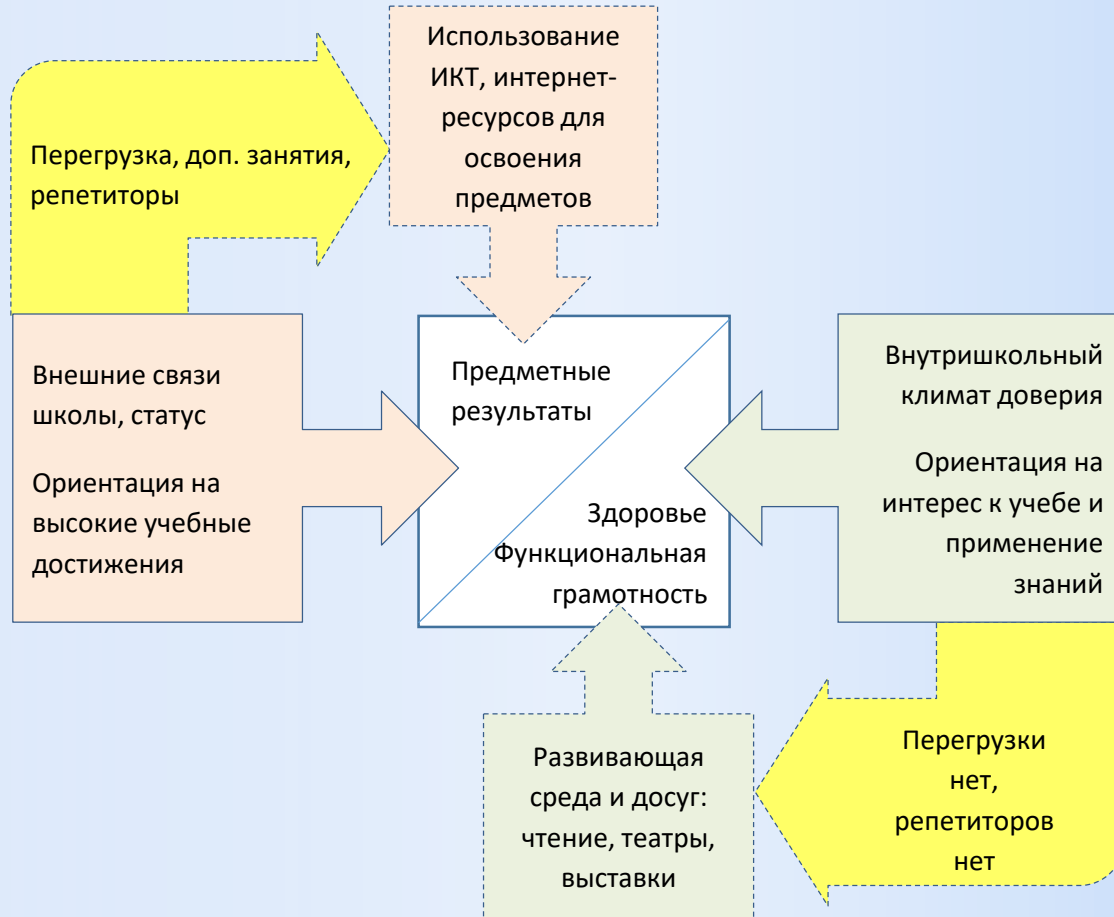 Использование
ИКТ, интернет-
ресурсов для
освоения
предметов
Перегрузка, доп. занятия,
репетиторы
Внешние связи
школы, статус
Ориентация на
высокие учебные
достижения
Предметные
результаты
Здоровье
Функциональная
грамотность
Внутришкольный
климат доверия
Ориентация на
интерес к учебе и
применение
знаний
Развивающая
среда и досуг:
чтение, театры,
выставки
Перегрузки
нет,
репетиторов
нет